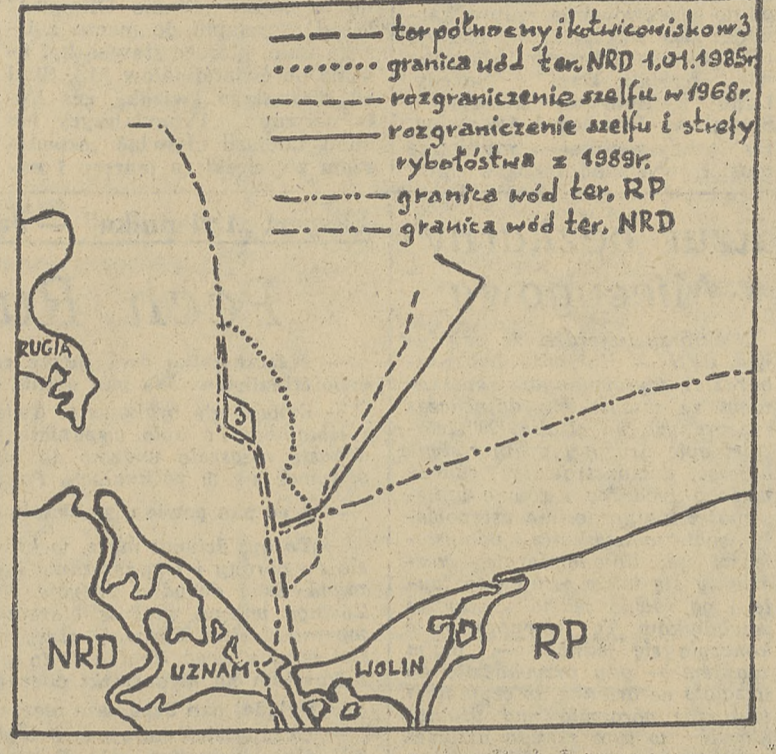 tor północny i kotwicowisko nr 3
granica wód ter. NRD 1.01.1985r.
rozgraniczenie szelfu w 1968r.
rozgraniczenie szelfu i strefy
rybołóstwa z 1989r.
granica wód ter. RP
granica wód ter. NRD
RUGIA
3
NRD
UZNAM
WOLIN
RP